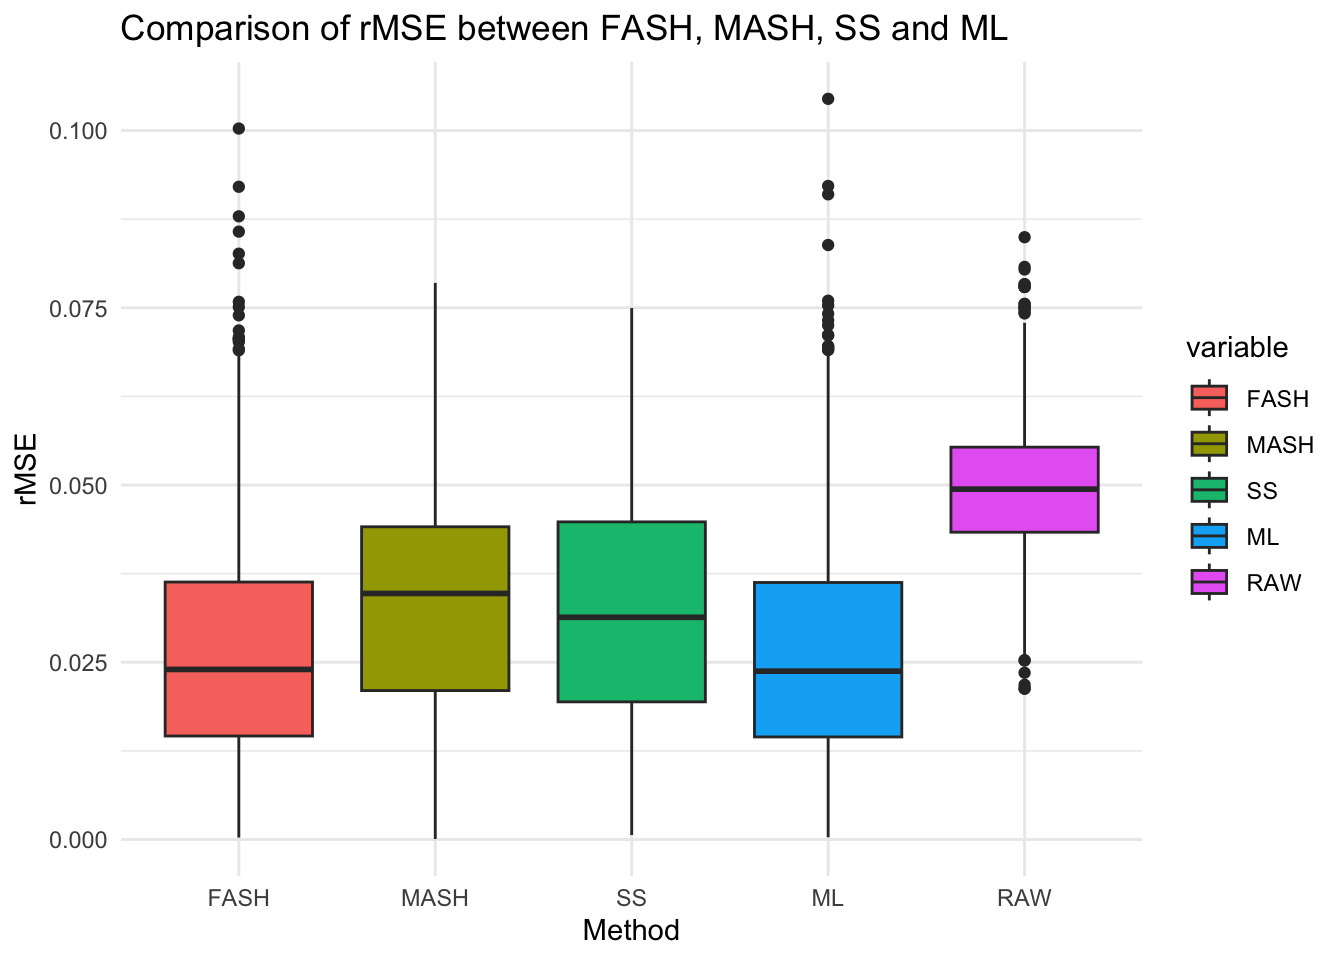 Comparison of rMSE between FASH, MASH, SS and ML
0.100
0.075
0.050
0.025
0.000
rMSE
FASH MASH SS ML RAW
Method
variable
FASH
MASH
SS
ML
RAW